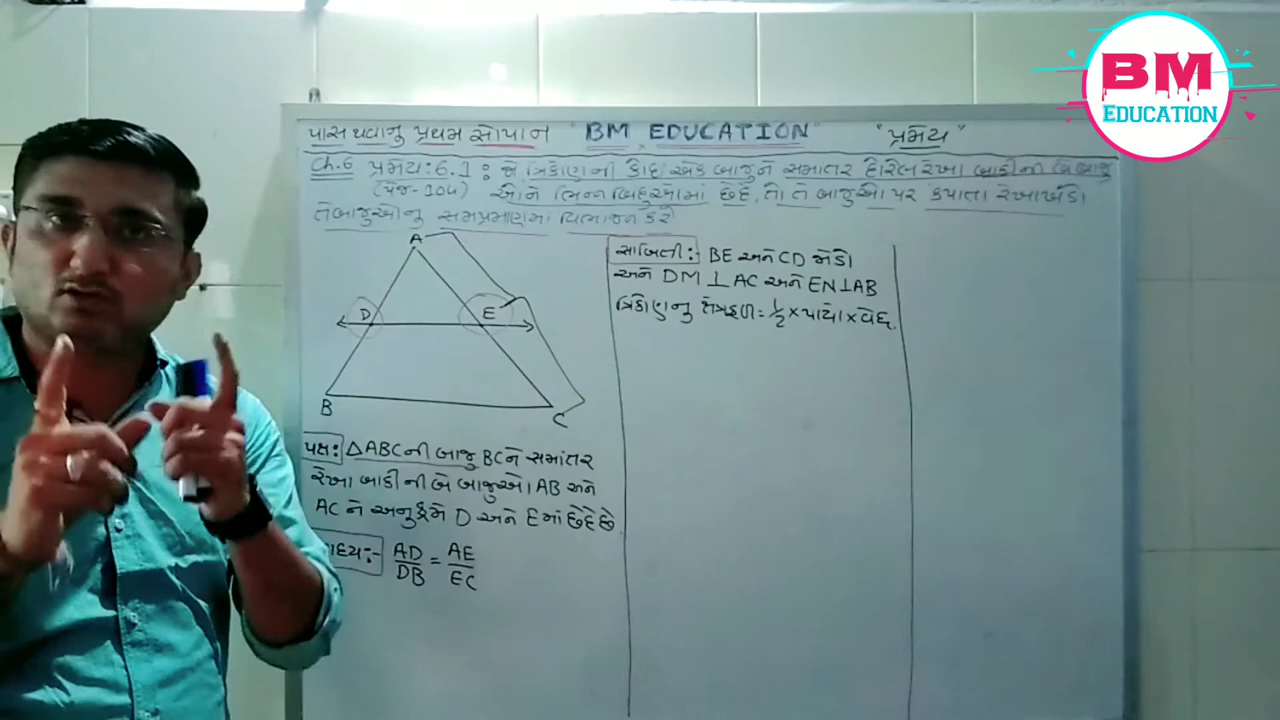 BM
EDUCATION
પાસ થવાનુ પ્રથમ સોપાન "BM EDUCATION" "પ્રમેય"
Ch.6 પ્રમેય: 6.1 : જો ત્રિકોણની કોઈ એક બાજુને સમાંતર દોરેલ રેખા બાકીની બે બાજુ
(પેજ-104) ઓને ભિન્ન બિંદુઓમાં છેદે, તો તે બાજુઓ પર કપાતા રેખાખંડો
તે બાજુઓનુ સમપ્રમાણમાં વિભાજન કરે
A
D
E
B
C
પક્ષ: △ABCની બાજુ BCને સમાંતર
રેખા બાકીની બે બાજુઓ AB અને
AC ને અનુક્રમે D અને E માં છેદે છે.
ાધ્ય:- AD/DB = AE/EC
સાબિતી: BE અને CD જોડો
અને DM ⊥ AC અને EN ⊥ AB
ત્રિકોણનુ ક્ષેત્રફળ = 1/2 × પાયો × વેધ